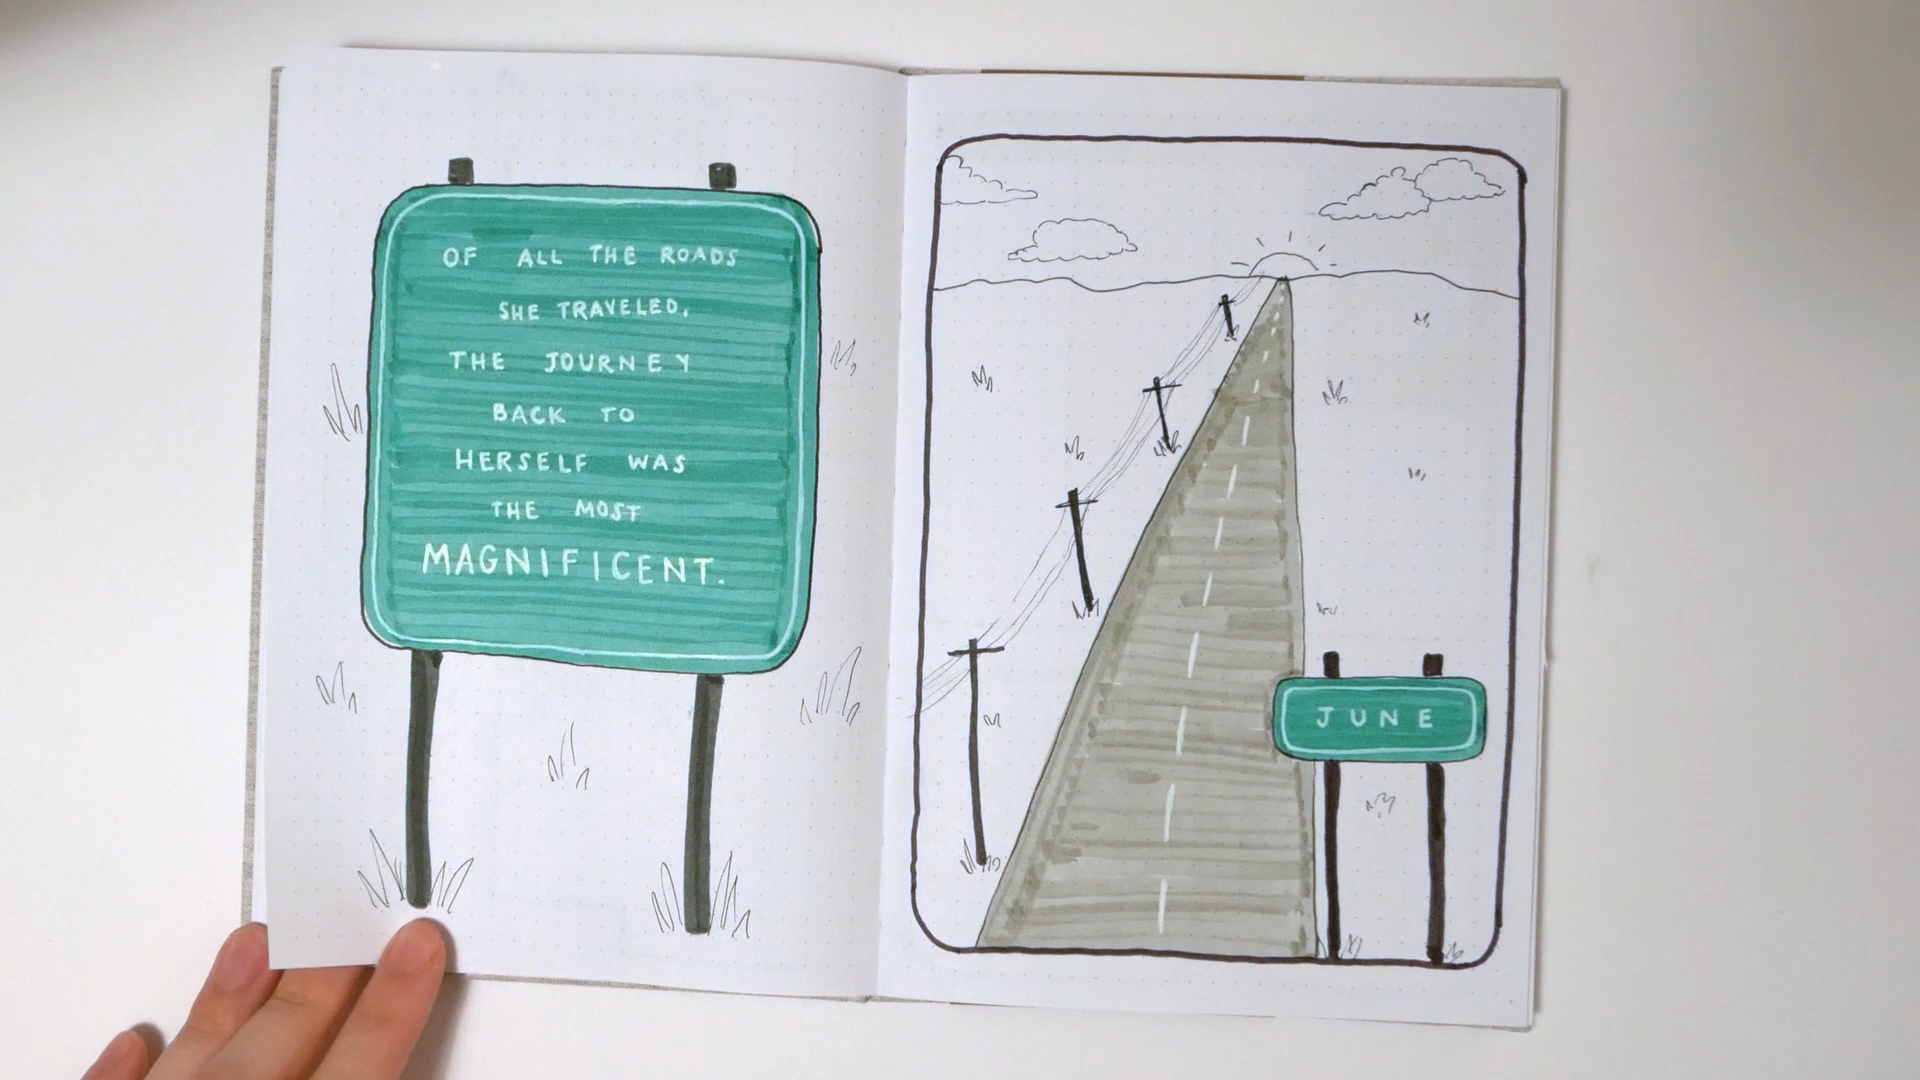 OF ALL THE ROADS
SHE TRAVELED,
THE JOURNEY
BACK TO
HERSELF WAS
THE MOST
MAGNIFICENT.
JUNE